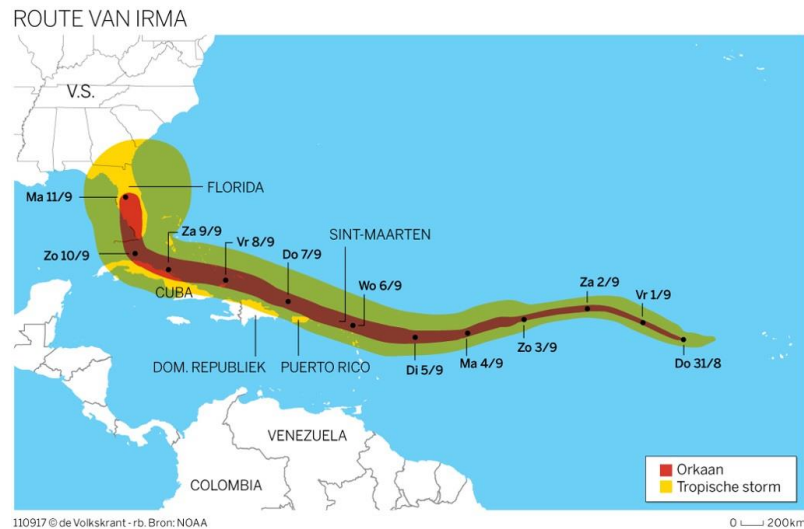 ROUTE VAN IRMA
V.S.
FLORIDA
Ma 11/9
Za 9/9
Vr 8/9
Zo 10/9
Do 7/9
SINT-MAARTEN
Wo 6/9
Za 2/9
Vr 1/9
CUBA
Zo 3/9
Do 31/8
DOM. REPUBLIEK
PUERTO RICO
Di 5/9
Ma 4/9
VENEZUELA
COLOMBIA
Orkaan
Tropische storm
110917 © de Volkskrant - rb. Bron: NOAA
0 200km